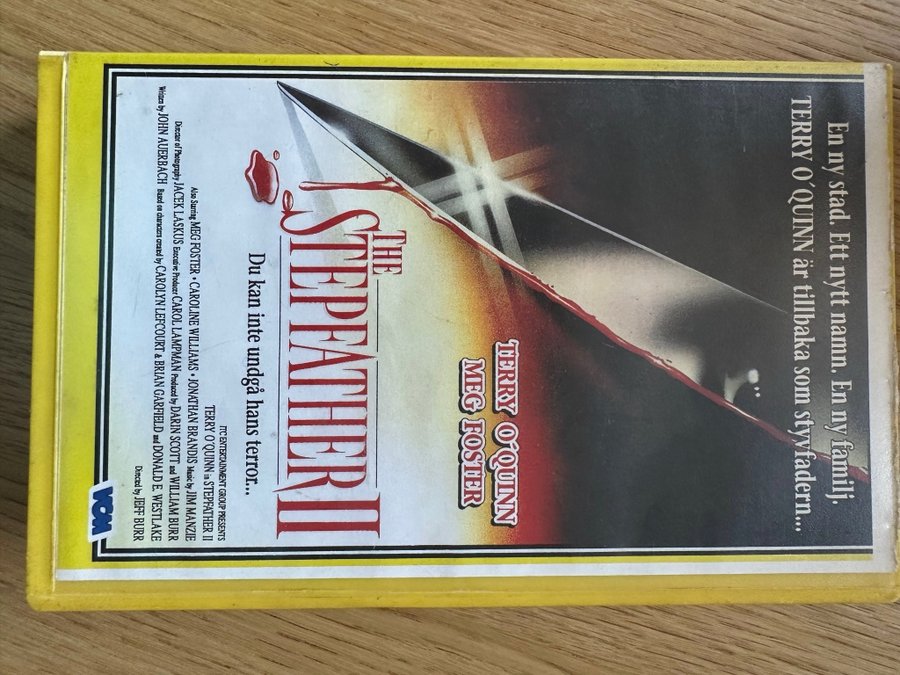 En ny stad. Ett nytt namn. En ny familj.
TERRY O'QUINN är tillbaka som styvfadern...
TERRY O'QUINN
MEG FOSTER
THE
STEPFATHER II
Du kan inte undgå hans terror...
ITC ENTERTAINMENT GROUP PRESENTS
TERRY O'QUINN in STEPFATHER II
Also Starring MEG FOSTER • CAROLINE WILLIAMS • JONATHAN BRANDIS Music by JIM MANZIE
Director of Photography JACEK LASKUS Executive Producer CAROL LAMPMAN Produced by DARIN SCOTT and WILLIAM BURR
Written by JOHN AUERBACH Based on characters created by CAROLYN LEFCOURT & BRIAN GARFIELD and DONALD E. WESTLAKE
Directed by JEFF BURR
VCM